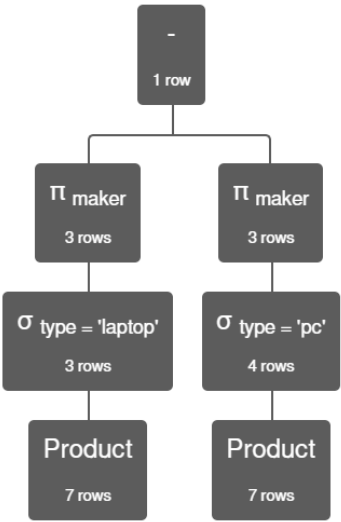 -
1 row
π maker
3 rows
π maker
3 rows
σ type = 'laptop'
3 rows
σ type = 'pc'
4 rows
Product
7 rows
Product
7 rows